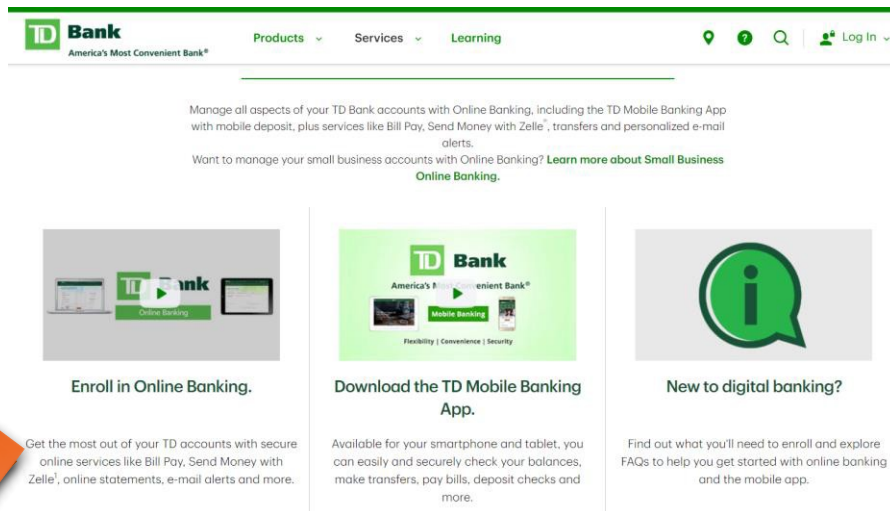 TD Bank
America's Most Convenient Bank®
Products Services Learning Log In
Manage all aspects of your TD Bank accounts with Online Banking, including the TD Mobile Banking App
with mobile deposit, plus services like Bill Pay, Send Money with Zelle®, transfers and personalized e-mail
alerts.
Want to manage your small business accounts with Online Banking? Learn more about Small Business
Online Banking.
TD Bank
Online Banking
Enroll in Online Banking.
Get the most out of your TD accounts with secure
online services like Bill Pay, Send Money with
Zelle¹, online statements, e-mail alerts and more.
TD Bank
America's Most Convenient Bank®
Mobile Banking
Flexibility | Convenience | Security
Download the TD Mobile Banking
App.
Available for your smartphone and tablet, you
can easily and securely check your balances,
make transfers, pay bills, deposit checks and
more.
New to digital banking?
Find out what you'll need to enroll and explore
FAQs to help you get started with online banking
and the mobile app.